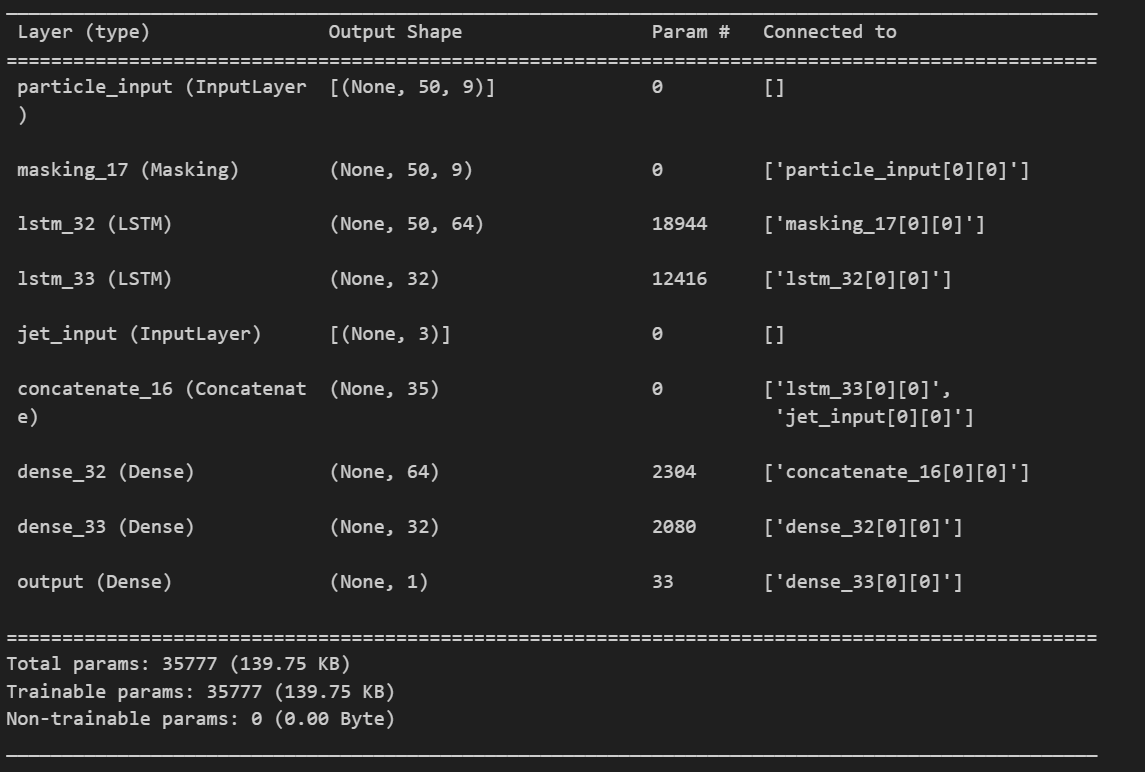 Layer (type) Output Shape Param # Connected to
==================================================================================================
particle_input (InputLayer [(None, 50, 9)] 0 []
)
masking_17 (Masking) (None, 50, 9) 0 ['particle_input[0][0]']
lstm_32 (LSTM) (None, 50, 64) 18944 ['masking_17[0][0]']
lstm_33 (LSTM) (None, 32) 12416 ['lstm_32[0][0]']
jet_input (InputLayer) [(None, 3)] 0 []
concatenate_16 (Concatenat (None, 35) 0 ['lstm_33[0][0]',
e) 'jet_input[0][0]']
dense_32 (Dense) (None, 64) 2304 ['concatenate_16[0][0]']
dense_33 (Dense) (None, 32) 2080 ['dense_32[0][0]']
output (Dense) (None, 1) 33 ['dense_33[0][0]']
==================================================================================================
Total params: 35777 (139.75 KB)
Trainable params: 35777 (139.75 KB)
Non-trainable params: 0 (0.00 Byte)